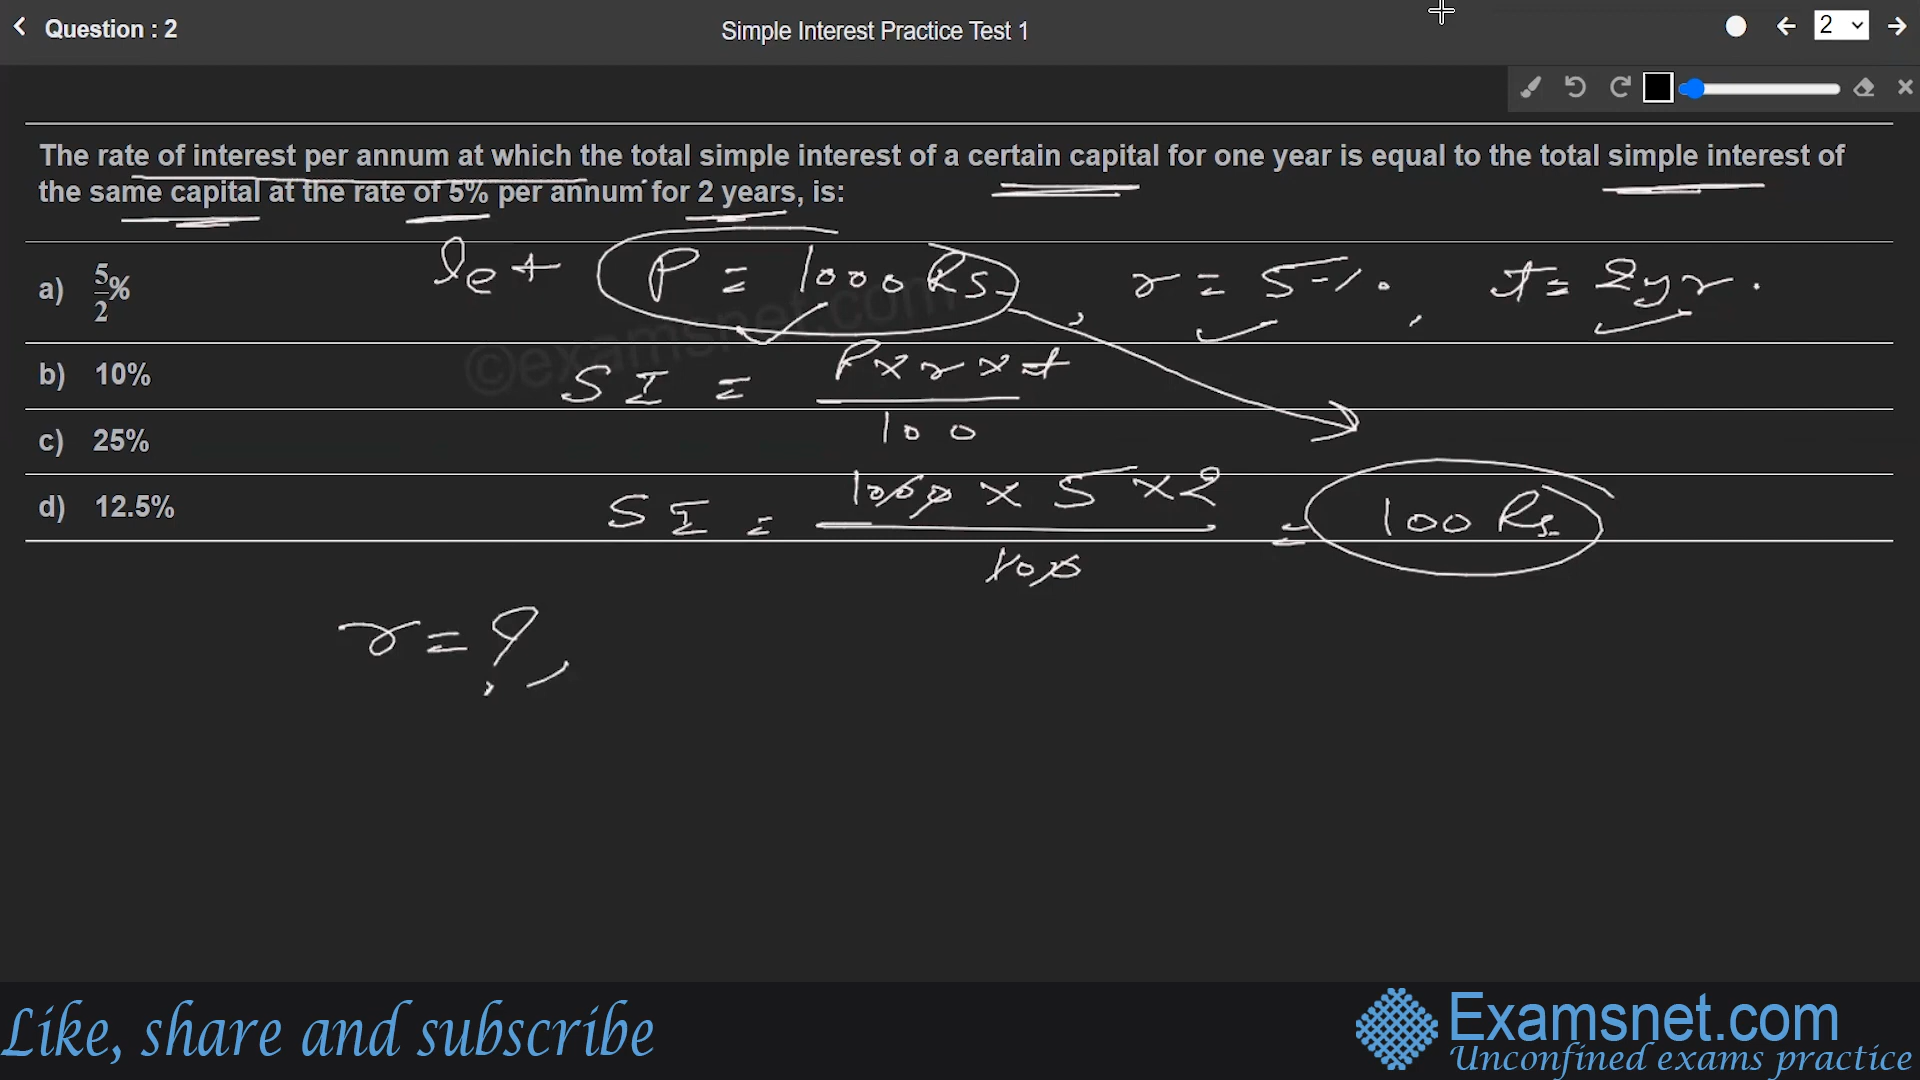 Question : 2
Simple Interest Practice Test 1
2
The rate of interest per annum at which the total simple interest of a certain capital for one year is equal to the total simple interest of
the same capital at the rate of 5% per annum for 2 years, is:
let P = 1000 Rs, r = 5%, t = 2yr.
a) 5/2%
©examsnet.com
b) 10%
SI = P x r x t / 100
c) 25%
d) 12.5%
SI = 1000 x 5 x 2 / 100 = 100 Rs
r = ?,
Like, share and subscribe
Examsnet.com
Unconfined exams practice